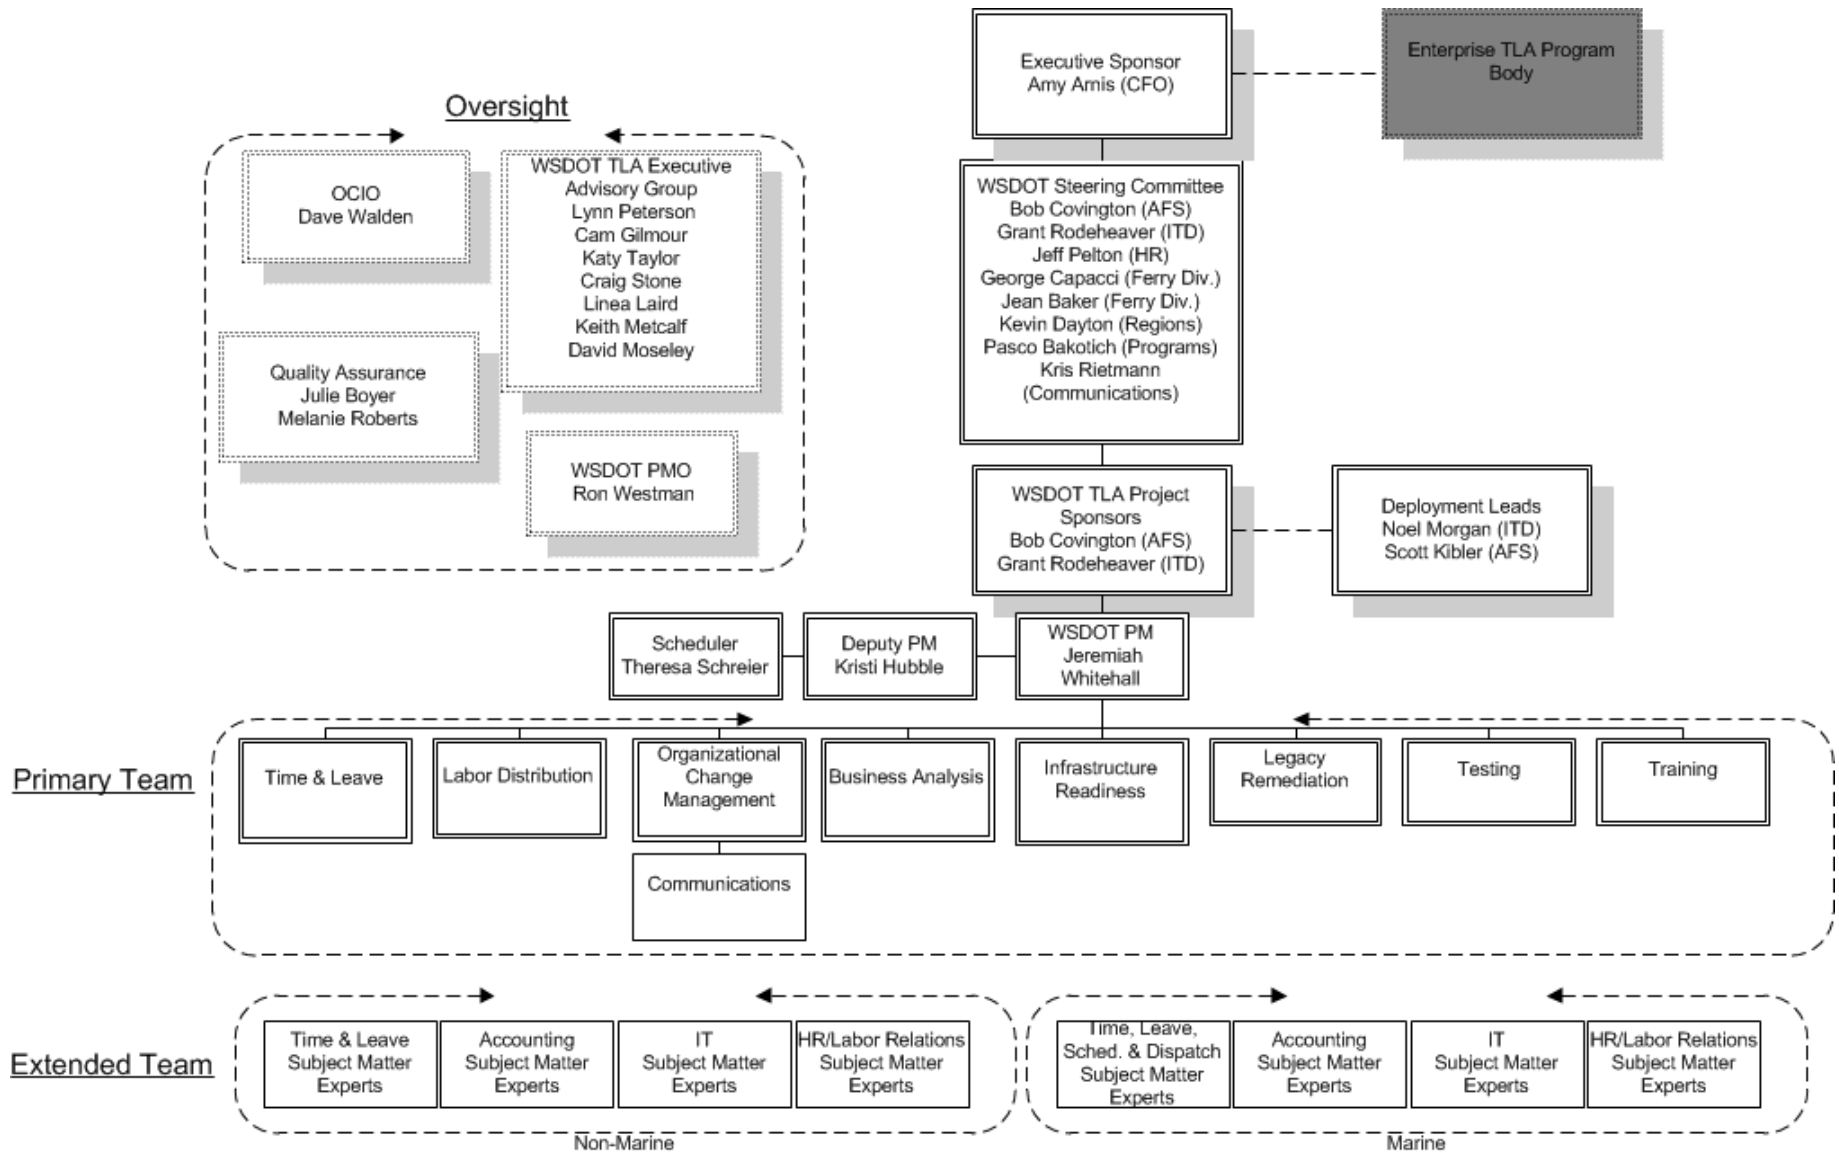 Executive Sponsor
Amy Arnis (CFO)
Enterprise TLA Program
Body
Oversight
OCIO
Dave Walden
WSDOT TLA Executive
Advisory Group
Lynn Peterson
Cam Gilmour
Katy Taylor
Craig Stone
Linea Laird
Keith Metcalf
David Moseley
Quality Assurance
Julie Boyer
Melanie Roberts
WSDOT PMO
Ron Westman
WSDOT Steering Committee
Bob Covington (AFS)
Grant Rodeheaver (ITD)
Jeff Pelton (HR)
George Capacci (Ferry Div.)
Jean Baker (Ferry Div.)
Kevin Dayton (Regions)
Pasco Bakotich (Programs)
Kris Rietmann
(Communications)
WSDOT TLA Project
Sponsors
Bob Covington (AFS)
Grant Rodeheaver (ITD)
Deployment Leads
Noel Morgan (ITD)
Scott Kibler (AFS)
Scheduler
Theresa Schreier
Deputy PM
Kristi Hubble
WSDOT PM
Jeremiah
Whitehall
Primary Team
Time & Leave
Labor Distribution
Organizational
Change
Management
Business Analysis
Infrastructure
Readiness
Legacy
Remediation
Testing
Training
Communications
Extended Team
Time & Leave
Subject Matter
Experts
Accounting
Subject Matter
Experts
IT
Subject Matter
Experts
HR/Labor Relations
Subject Matter
Experts
Non-Marine
Time, Leave,
Sched. & Dispatch
Subject Matter
Experts
Accounting
Subject Matter
Experts
IT
Subject Matter
Experts
HR/Labor Relations
Subject Matter
Experts
Marine